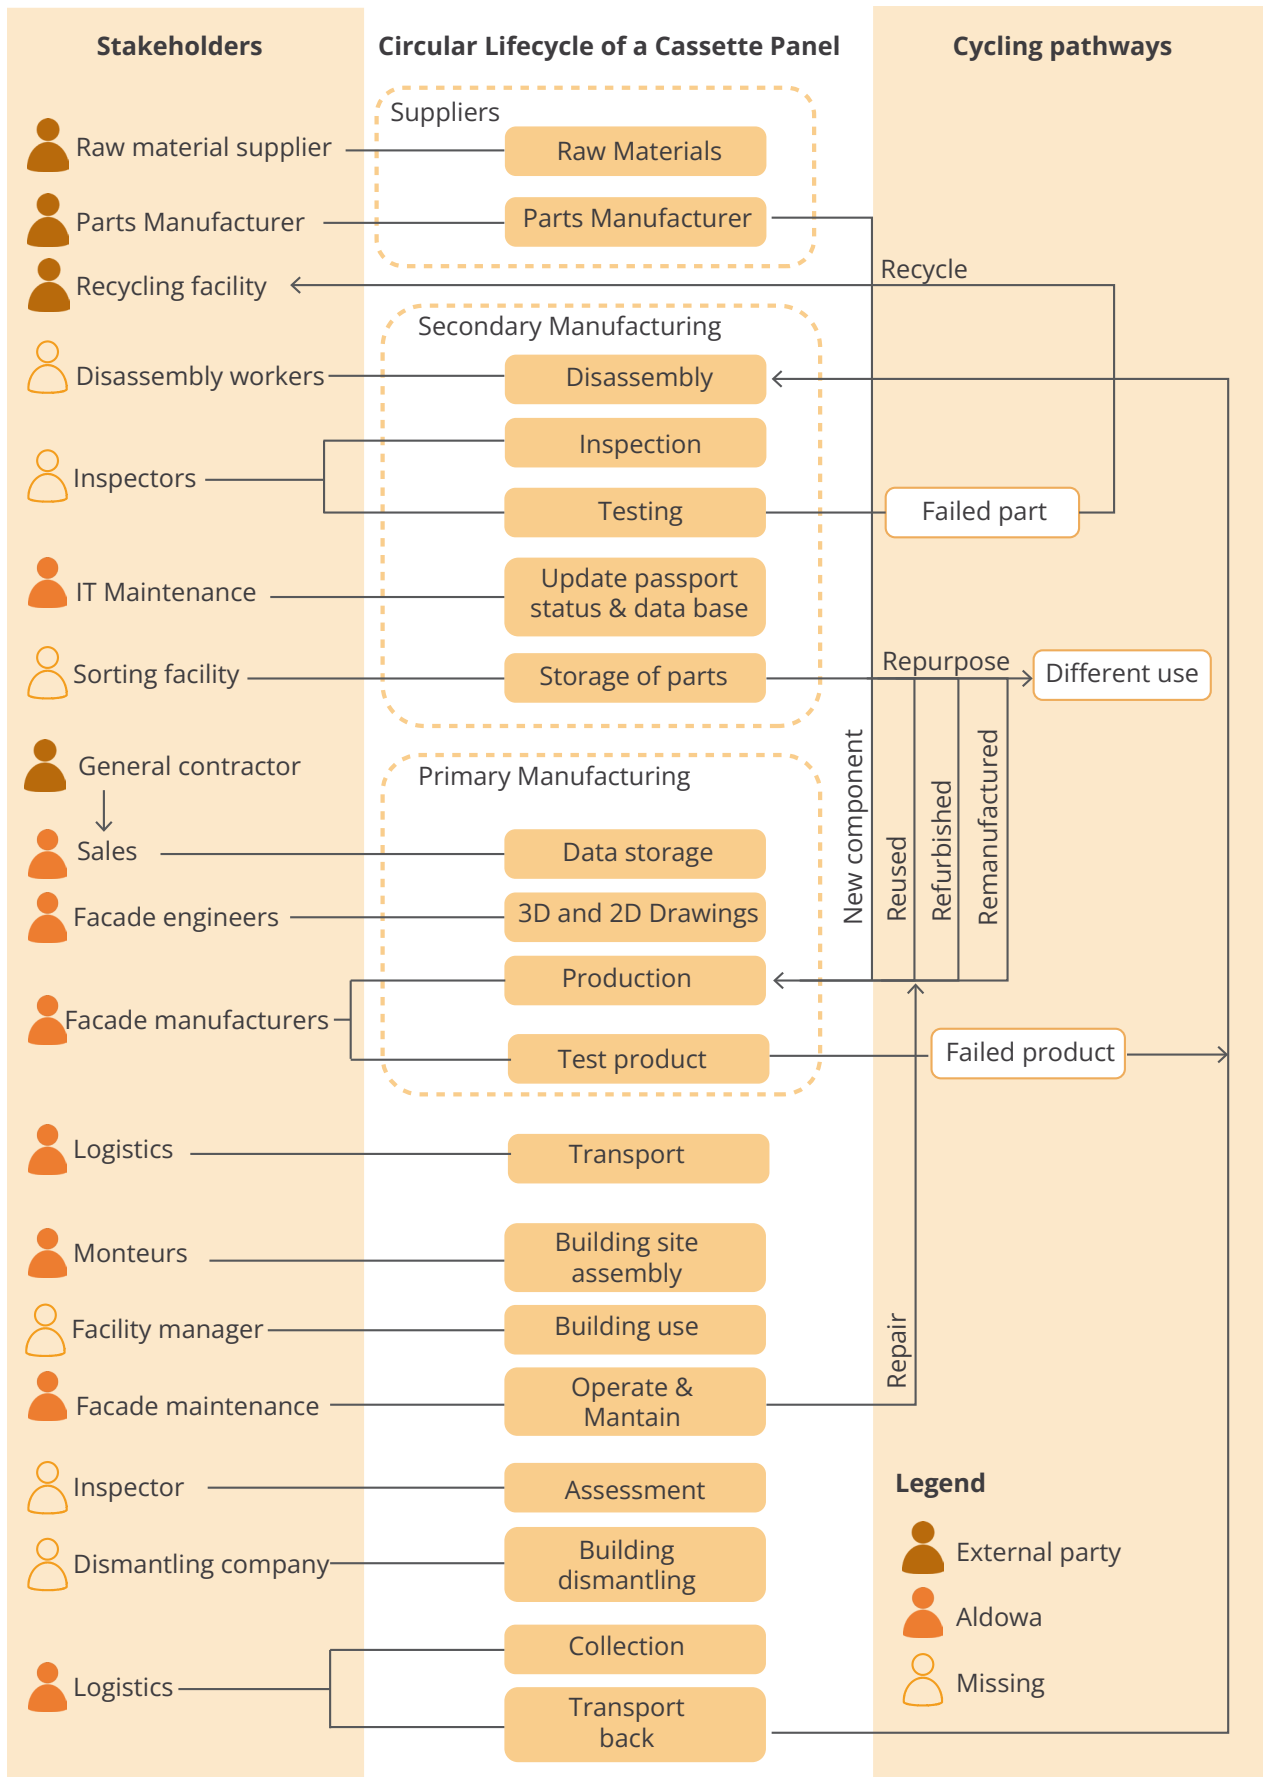 Stakeholders
Circular Lifecycle of a Cassette Panel
Cycling pathways
Suppliers
Raw material supplier
Raw Materials
Parts Manufacturer
Parts Manufacturer
Recycle
Recycling facility
Secondary Manufacturing
Disassembly workers
Disassembly
Inspection
Inspectors
Testing
Failed part
IT Maintenance
Update passport
status & data base
Repurpose
Sorting facility
Storage of parts
Different use
New component
Reused
Refurbished
Remanufactured
General contractor
Primary Manufacturing
Sales
Data storage
Facade engineers
3D and 2D Drawings
Production
Facade manufacturers
Test product
Failed product
Logistics
Transport
Monteurs
Building site
assembly
Facility manager
Building use
Repair
Facade maintenance
Operate &
Mantain
Legend
Inspector
Assessment
External party
Dismantling company
Building
dismantling
Aldowa
Collection
Missing
Logistics
Transport
back